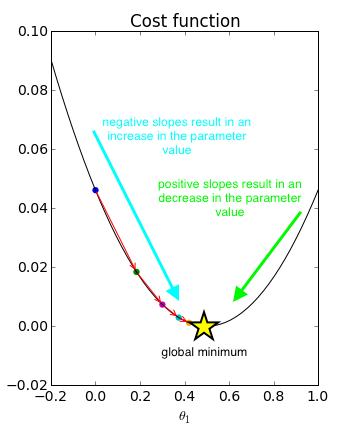 Cost function
0.10
0.08
0.06
0.04
0.02
0.00
−0.02
−0.2
0.0
0.2
0.4
0.6
0.8
1.0
negative slopes result in an
increase in the parameter
value
positive slopes result in an
decrease in the parameter
value
global minimum
θ₁